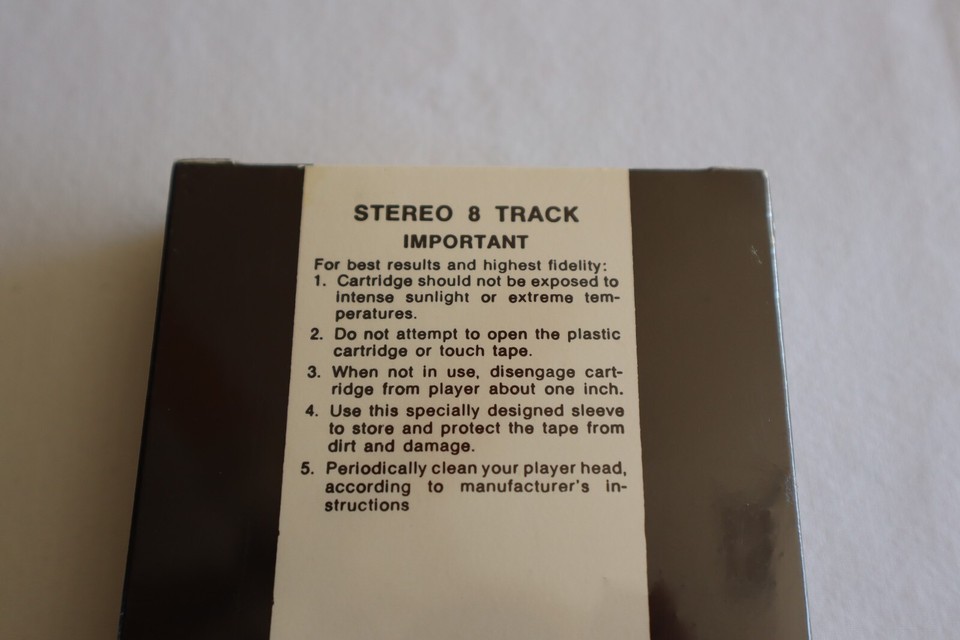 STEREO 8 TRACK
IMPORTANT
For best results and highest fidelity:
1. Cartridge should not be exposed to
intense sunlight or extreme tem-
peratures.
2. Do not attempt to open the plastic
cartridge or touch tape.
3. When not in use, disengage cart-
ridge from player about one inch.
4. Use this specially designed sleeve
to store and protect the tape from
dirt and damage.
5. Periodically clean your player head,
according to manufacturer's in-
structions